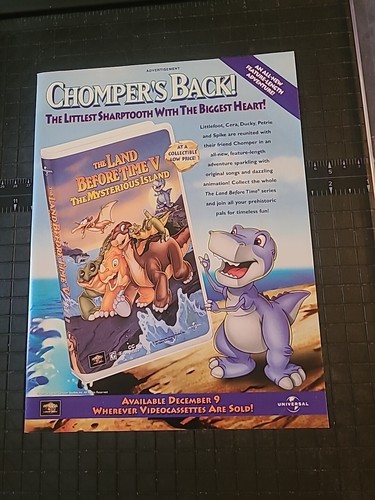 ADVERTISEMENT
CHOMPER'S BACK!
THE LITTLEST SHARPTOOTH WITH THE BIGGEST HEART!
AN ALL-NEW
FEATURE-LENGTH
ADVENTURE!
Littlefoot, Cera, Ducky, Petrie
and Spike are reunited with
their friend Chomper in an
all-new, feature-length
adventure sparkling with
original songs and dazzling
animation! Collect the whole
The Land Before Time® series
and join all your prehistoric
pals for timeless fun!
AT A
COLLECTIBLE
LOW PRICE!
THE LAND
BEFORE TIME V
THE MYSTERIOUS ISLAND
THE LAND BEFORE TIME V
AVAILABLE DECEMBER 9
WHEREVER VIDEOCASSETTES ARE SOLD!
UNIVERSAL